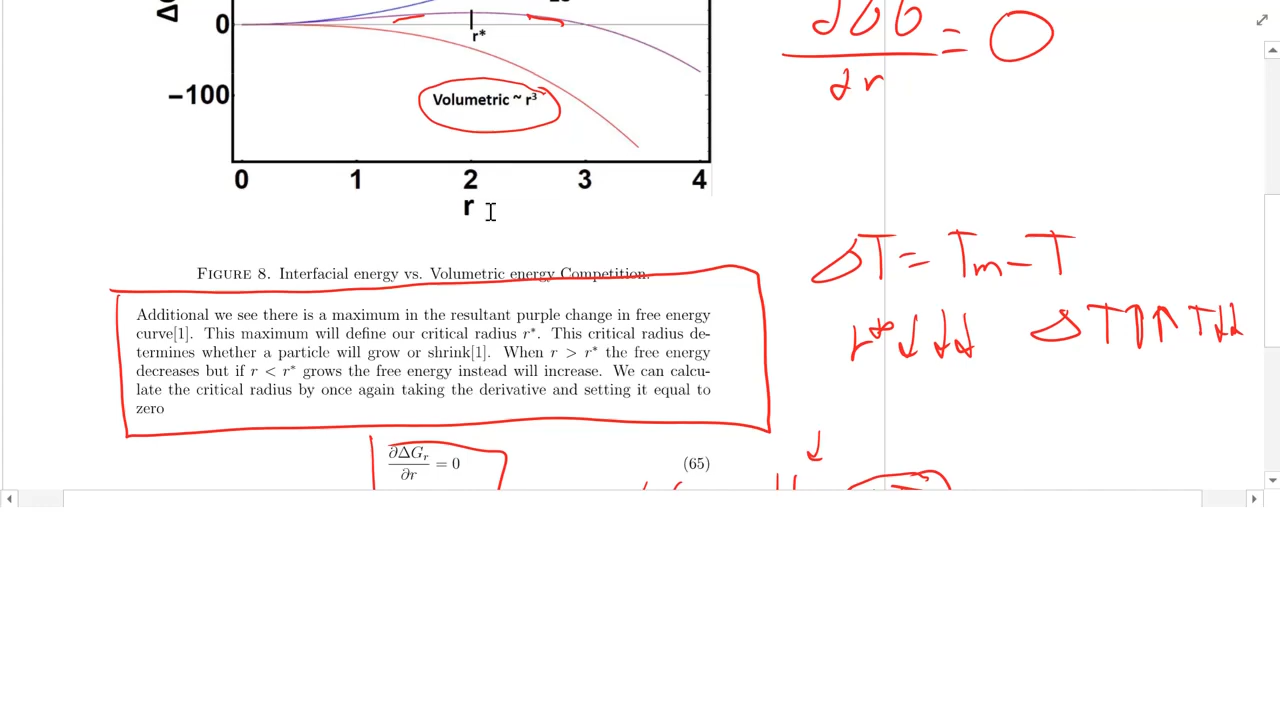 0
r*
Volumetric ~ r³
−100
0 1 2 3 4
r
FIGURE 8. Interfacial energy vs. Volumetric energy Competition.
Additional we see there is a maximum in the resultant purple change in free energy
curve[1]. This maximum will define our critical radius r*. This critical radius de-
termines whether a particle will grow or shrink[1]. When r > r* the free energy
decreases but if r < r* grows the free energy instead will increase. We can calcu-
late the critical radius by once again taking the derivative and setting it equal to
zero
∂ΔG_r/∂r = 0 (65)
∂ΔG/∂r = 0
ΔT = Tm − T
r* ↓ ↓ ↓ ΔT ↑ ↑ T ↓ ↓
↓